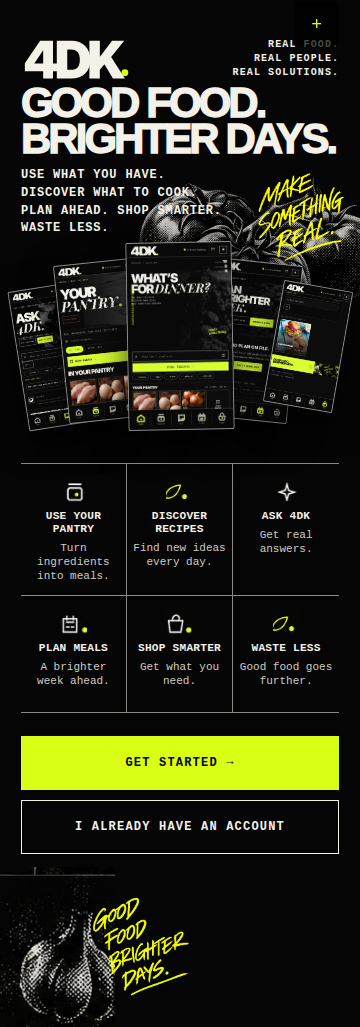 +
4DK.
REAL FOOD.
REAL PEOPLE.
REAL SOLUTIONS.
GOOD FOOD.
BRIGHTER DAYS.
USE WHAT YOU HAVE.
DISCOVER WHAT TO COOK.
PLAN AHEAD. SHOP SMARTER.
WASTE LESS.
MAKE
SOMETHING
REAL.
4DK.
ASK
4DK.
4DK.
YOUR
PANTRY.
IN YOUR PANTRY
4DK.
WHAT'S
FOR DINNER?
YOUR PANTRY
4DK.
USE YOUR
PANTRY
Turn
ingredients
into meals.
DISCOVER
RECIPES
Find new ideas
every day.
ASK 4DK
Get real
answers.
PLAN MEALS
A brighter
week ahead.
SHOP SMARTER
Get what you
need.
WASTE LESS
Good food goes
further.
GET STARTED →
I ALREADY HAVE AN ACCOUNT
GOOD
FOOD
BRIGHTER
DAYS.